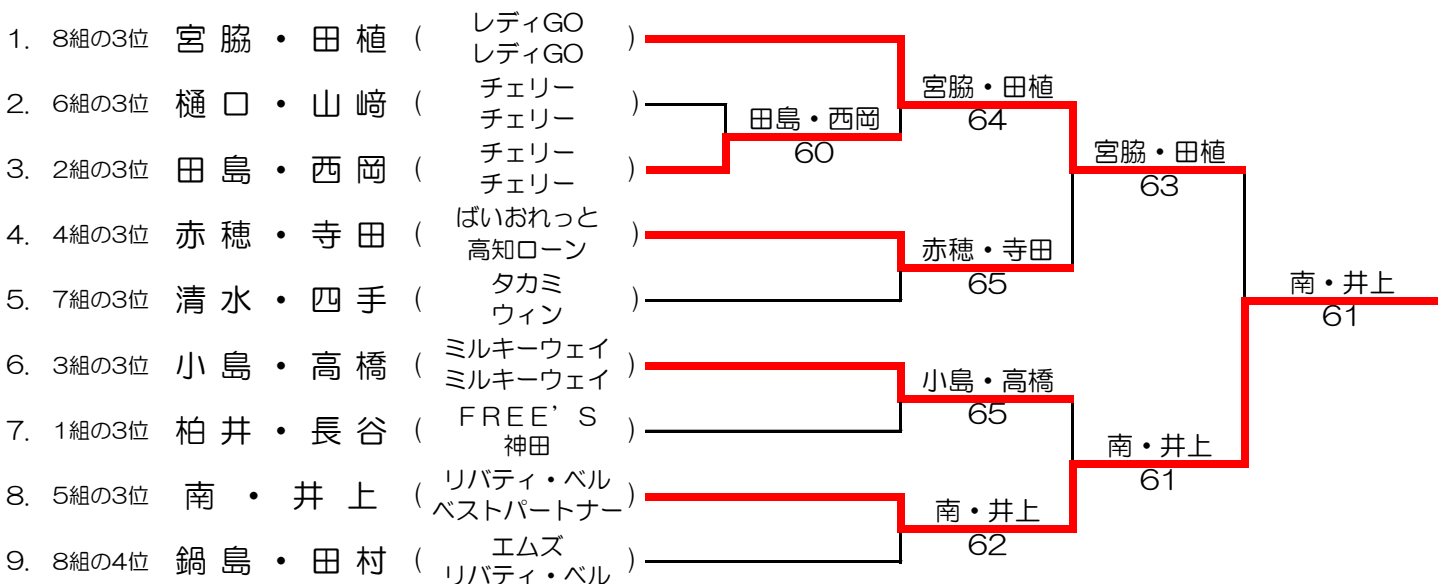 1. 8組の3位 宮脇・田植 ( レディGO
レディGO )
2. 6組の3位 樋口・山﨑 ( チェリー
チェリー )
3. 2組の3位 田島・西岡 ( チェリー
チェリー )
4. 4組の3位 赤穂・寺田 ( ばいおれっと
高知ローン )
5. 7組の3位 清水・四手 ( タカミ
ウィン )
6. 3組の3位 小島・高橋 ( ミルキーウェイ
ミルキーウェイ )
7. 1組の3位 柏井・長谷 ( ＦＲＥＥ’Ｓ
神田 )
8. 5組の3位 南・井上 ( リバティ・ベル
ベストパートナー )
9. 8組の4位 鍋島・田村 ( エムズ
リバティ・ベル )
田島・西岡
60
宮脇・田植
64
赤穂・寺田
65
小島・高橋
65
南・井上
62
宮脇・田植
63
南・井上
61
南・井上
61